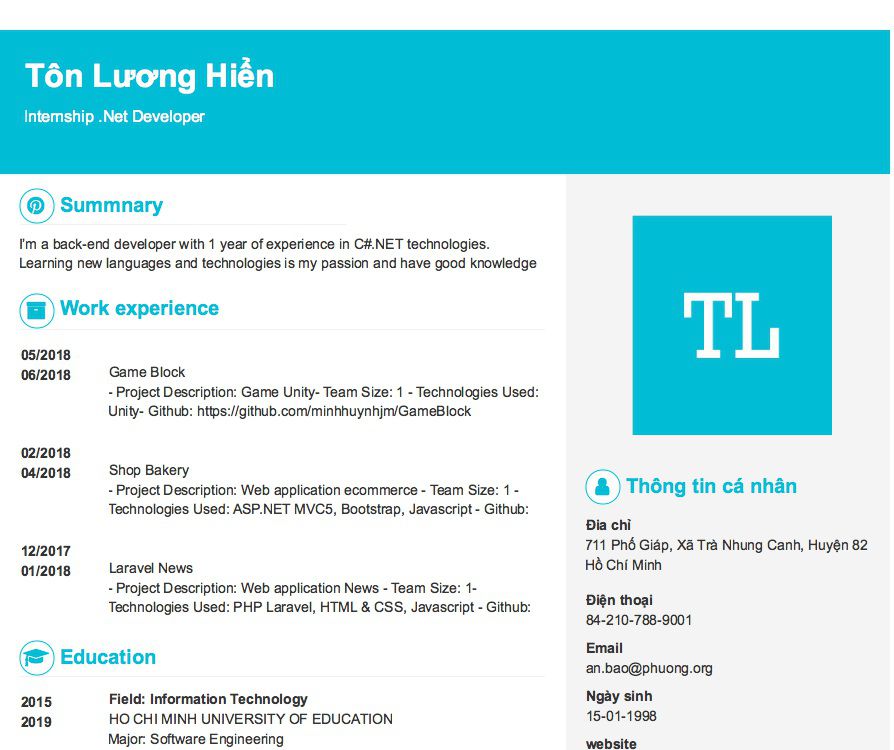 Tôn Lương Hiển
Internship .Net Developer
Summnary
I'm a back-end developer with 1 year of experience in C#.NET technologies.
Learning new languages and technologies is my passion and have good knowledge
Work experience
05/2018
06/2018
Game Block
- Project Description: Game Unity- Team Size: 1 - Technologies Used:
Unity- Github: https://github.com/minhhuynhjm/GameBlock
02/2018
04/2018
Shop Bakery
- Project Description: Web application ecommerce - Team Size: 1 -
Technologies Used: ASP.NET MVC5, Bootstrap, Javascript - Github:
12/2017
01/2018
Laravel News
- Project Description: Web application News - Team Size: 1-
Technologies Used: PHP Laravel, HTML & CSS, Javascript - Github:
Education
2015
2019
Field: Information Technology
HO CHI MINH UNIVERSITY OF EDUCATION
Major: Software Engineering
TL
Thông tin cá nhân
Đia chỉ
711 Phố Giáp, Xã Trà Nhung Canh, Huyện 82
Hồ Chí Minh
Điện thoại
84-210-788-9001
Email
an.bao@phuong.org
Ngày sinh
15-01-1998
website